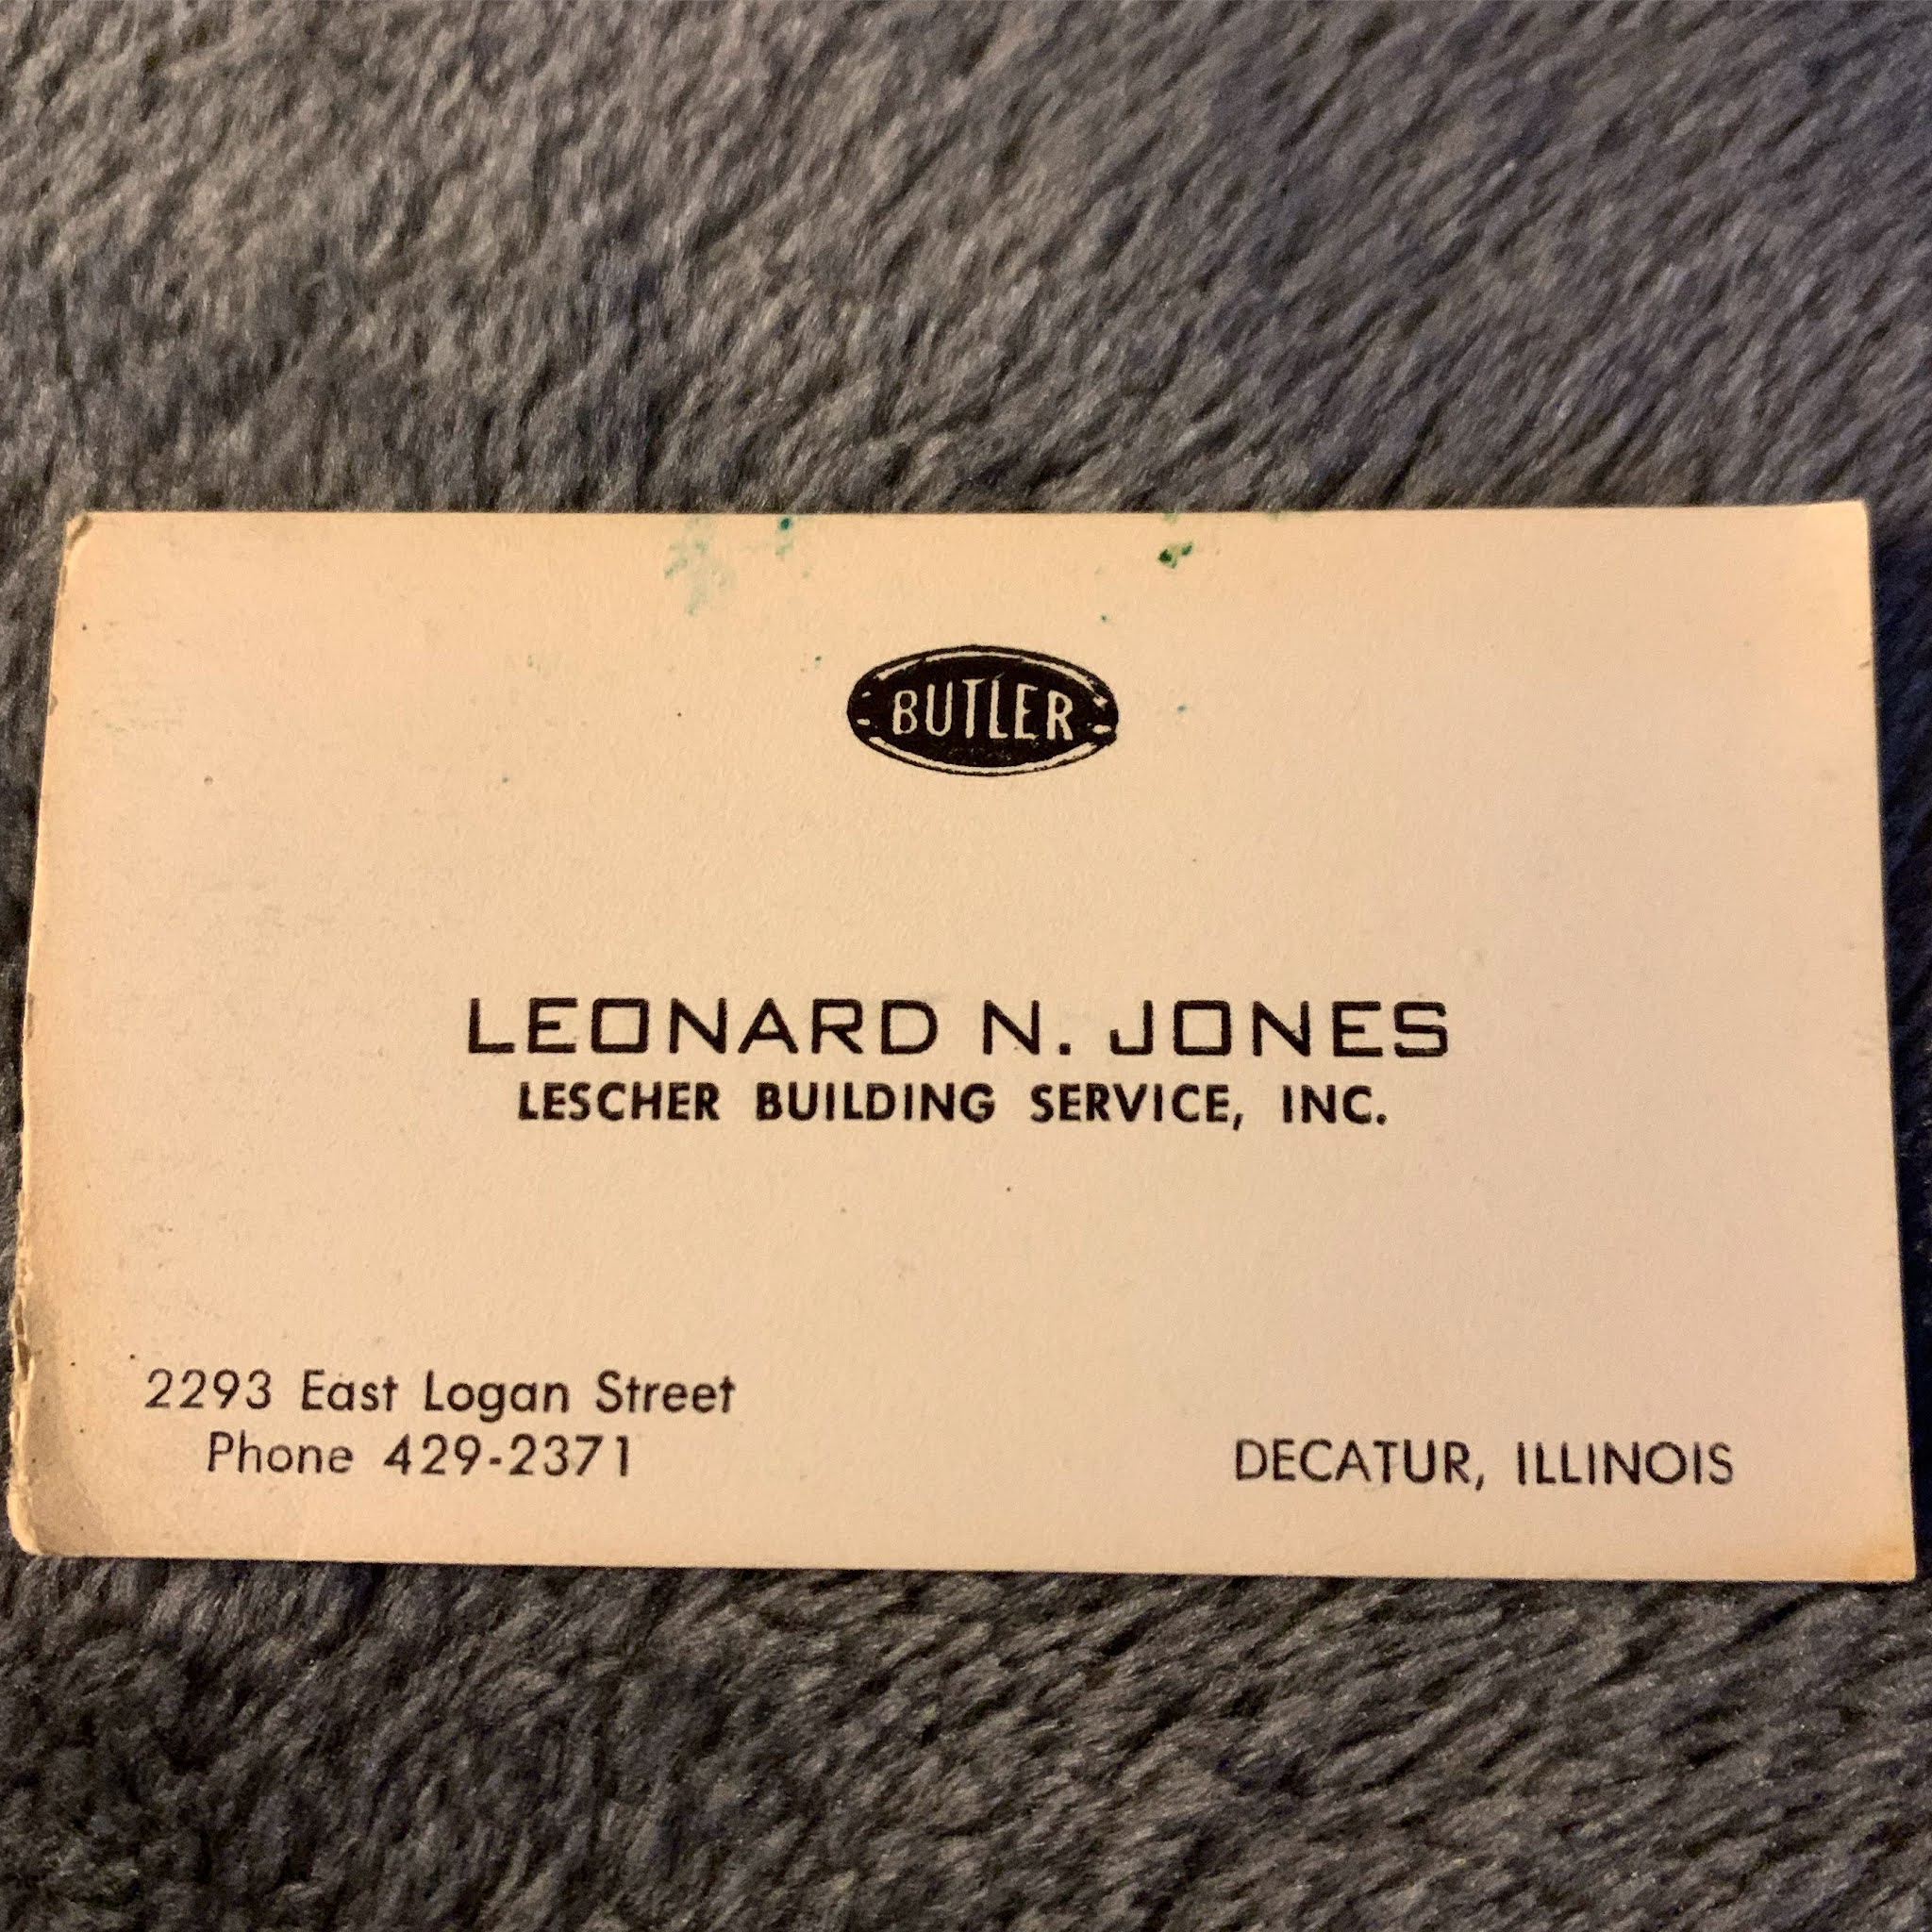 BUTLER
LEONARD N. JONES
LESCHER BUILDING SERVICE, INC.
2293 East Logan Street
Phone 429-2371
DECATUR, ILLINOIS